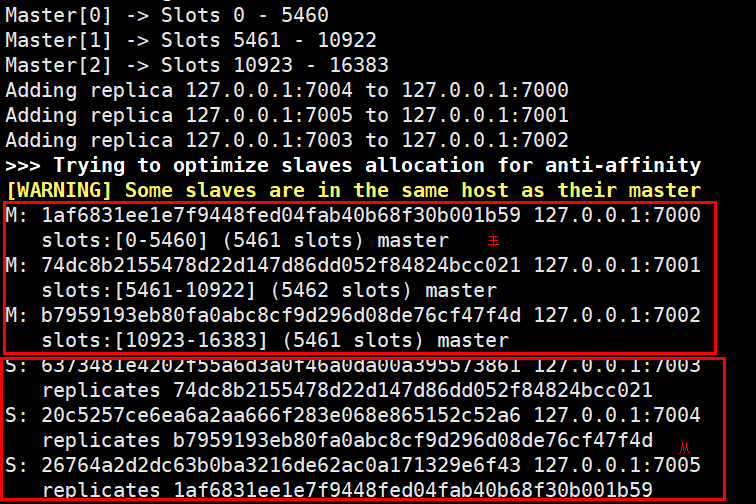 Master[0] -> Slots 0 - 5460
Master[1] -> Slots 5461 - 10922
Master[2] -> Slots 10923 - 16383
Adding replica 127.0.0.1:7004 to 127.0.0.1:7000
Adding replica 127.0.0.1:7005 to 127.0.0.1:7001
Adding replica 127.0.0.1:7003 to 127.0.0.1:7002
>>> Trying to optimize slaves allocation for anti-affinity
[WARNING] Some slaves are in the same host as their master
M: 1af6831ee1e7f9448fed04fab40b68f30b001b59 127.0.0.1:7000
slots:[0-5460] (5461 slots) master 主
M: 74dc8b2155478d22d147d86dd052f84824bcc021 127.0.0.1:7001
slots:[5461-10922] (5462 slots) master
M: b7959193eb80fa0abc8cf9d296d08de76cf47f4d 127.0.0.1:7002
slots:[10923-16383] (5461 slots) master
S: 6373481e4202f55a6d3a0f46a0da00a395573861 127.0.0.1:7003
replicates 74dc8b2155478d22d147d86dd052f84824bcc021
S: 20c5257ce6ea6a2aa666f283e068e865152c52a6 127.0.0.1:7004
replicates b7959193eb80fa0abc8cf9d296d08de76cf47f4d 从
S: 26764a2d2dc63b0ba3216de62ac0a171329e6f43 127.0.0.1:7005
replicates 1af6831ee1e7f9448fed04fab40b68f30b001b59